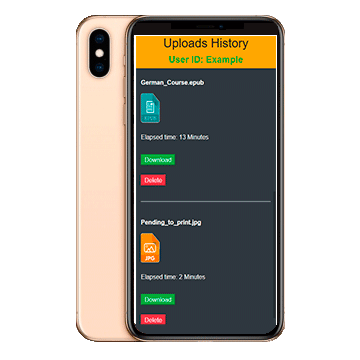 Uploads History
User ID: Example
German_Course.epub
EPUB
Elapsed time: 13 Minutes
Download
Delete
Pending_to_print.jpg
JPG
Elapsed time: 2 Minutes
Download
Delete